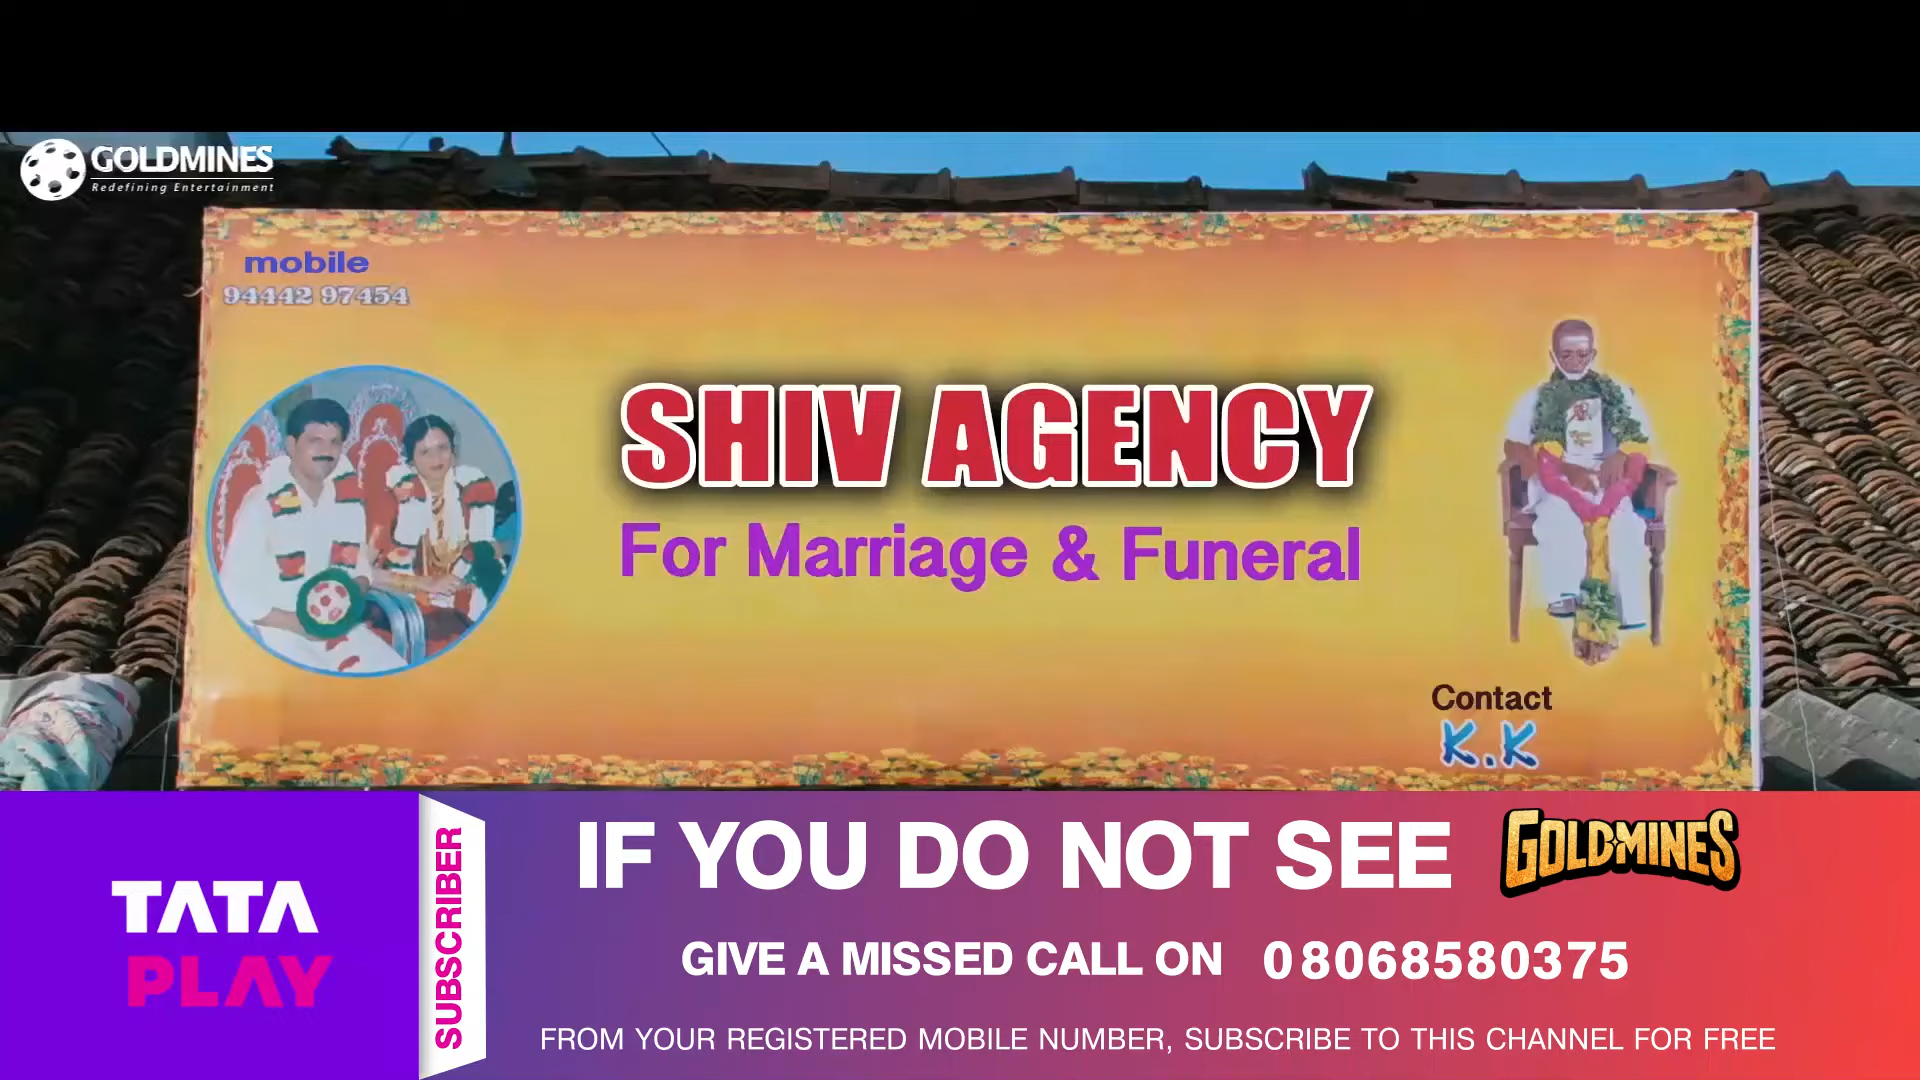 GOLDMINES
Redefining Entertainment
mobile
94442 97454
SHIV AGENCY
For Marriage & Funeral
Contact
K.K
TATA
PLAY
SUBSCRIBER
IF YOU DO NOT SEE GOLDMINES
GIVE A MISSED CALL ON 08068580375
FROM YOUR REGISTERED MOBILE NUMBER, SUBSCRIBE TO THIS CHANNEL FOR FREE